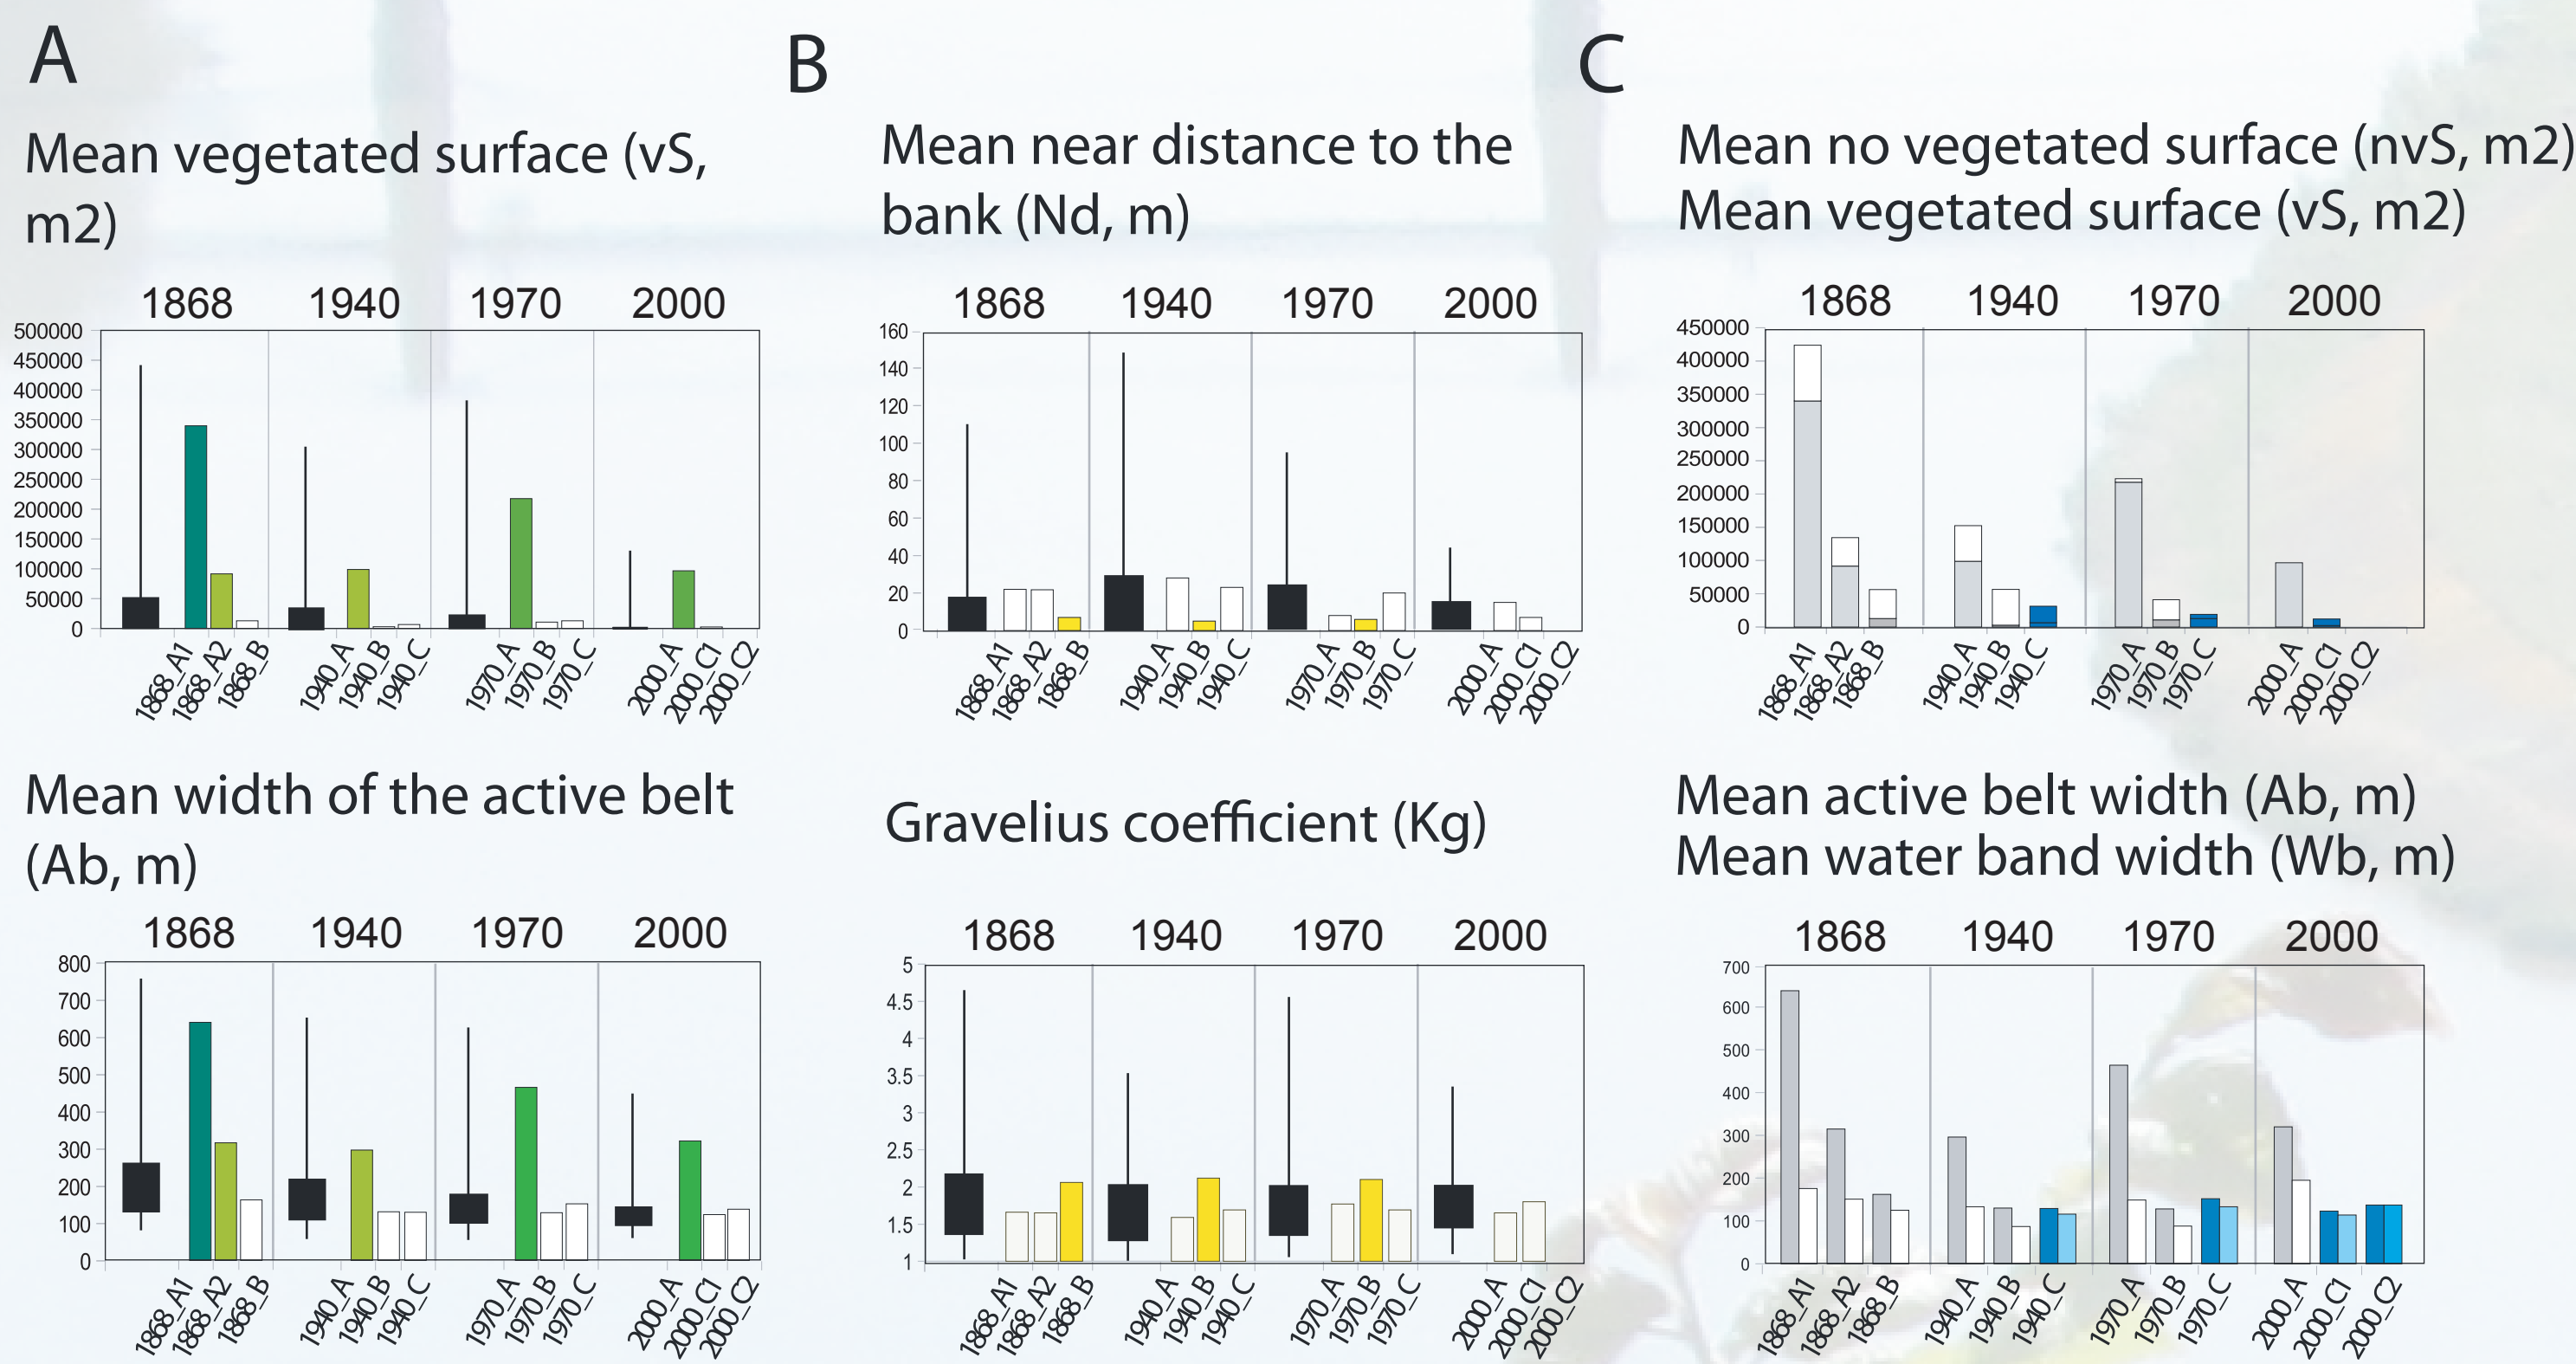 A
Mean vegetated surface (vS,
m2)
1868 1940 1970 2000
500000
450000
400000
350000
300000
250000
200000
150000
100000
50000
0
1868_A1 1868_A2 1868_B 1940_A 1940_B 1940_C 1970_A 1970_B 1970_C 2000_A 2000_C1 2000_C2
Mean width of the active belt
(Ab, m)
1868 1940 1970 2000
800
700
600
500
400
300
200
100
0
1868_A1 1868_A2 1868_B 1940_A 1940_B 1940_C 1970_A 1970_B 1970_C 2000_A 2000_C1 2000_C2
B
Mean near distance to the
bank (Nd, m)
1868 1940 1970 2000
160
140
120
100
80
60
40
20
0
1868_A1 1868_A2 1868_B 1940_A 1940_B 1940_C 1970_A 1970_B 1970_C 2000_A 2000_C1 2000_C2
Gravelius coefficient (Kg)
1868 1940 1970 2000
5
4.5
4
3.5
3
2.5
2
1.5
1
1868_A1 1868_A2 1868_B 1940_A 1940_B 1940_C 1970_A 1970_B 1970_C 2000_A 2000_C1 2000_C2
C
Mean no vegetated surface (nvS, m2)
Mean vegetated surface (vS, m2)
1868 1940 1970 2000
450000
400000
350000
300000
250000
200000
150000
100000
50000
0
1868_A1 1868_A2 1868_B 1940_A 1940_B 1940_C 1970_A 1970_B 1970_C 2000_A 2000_C1 2000_C2
Mean active belt width (Ab, m)
Mean water band width (Wb, m)
1868 1940 1970 2000
700
600
500
400
300
200
100
0
1868_A1 1868_A2 1868_B 1940_A 1940_B 1940_C 1970_A 1970_B 1970_C 2000_A 2000_C1 2000_C2